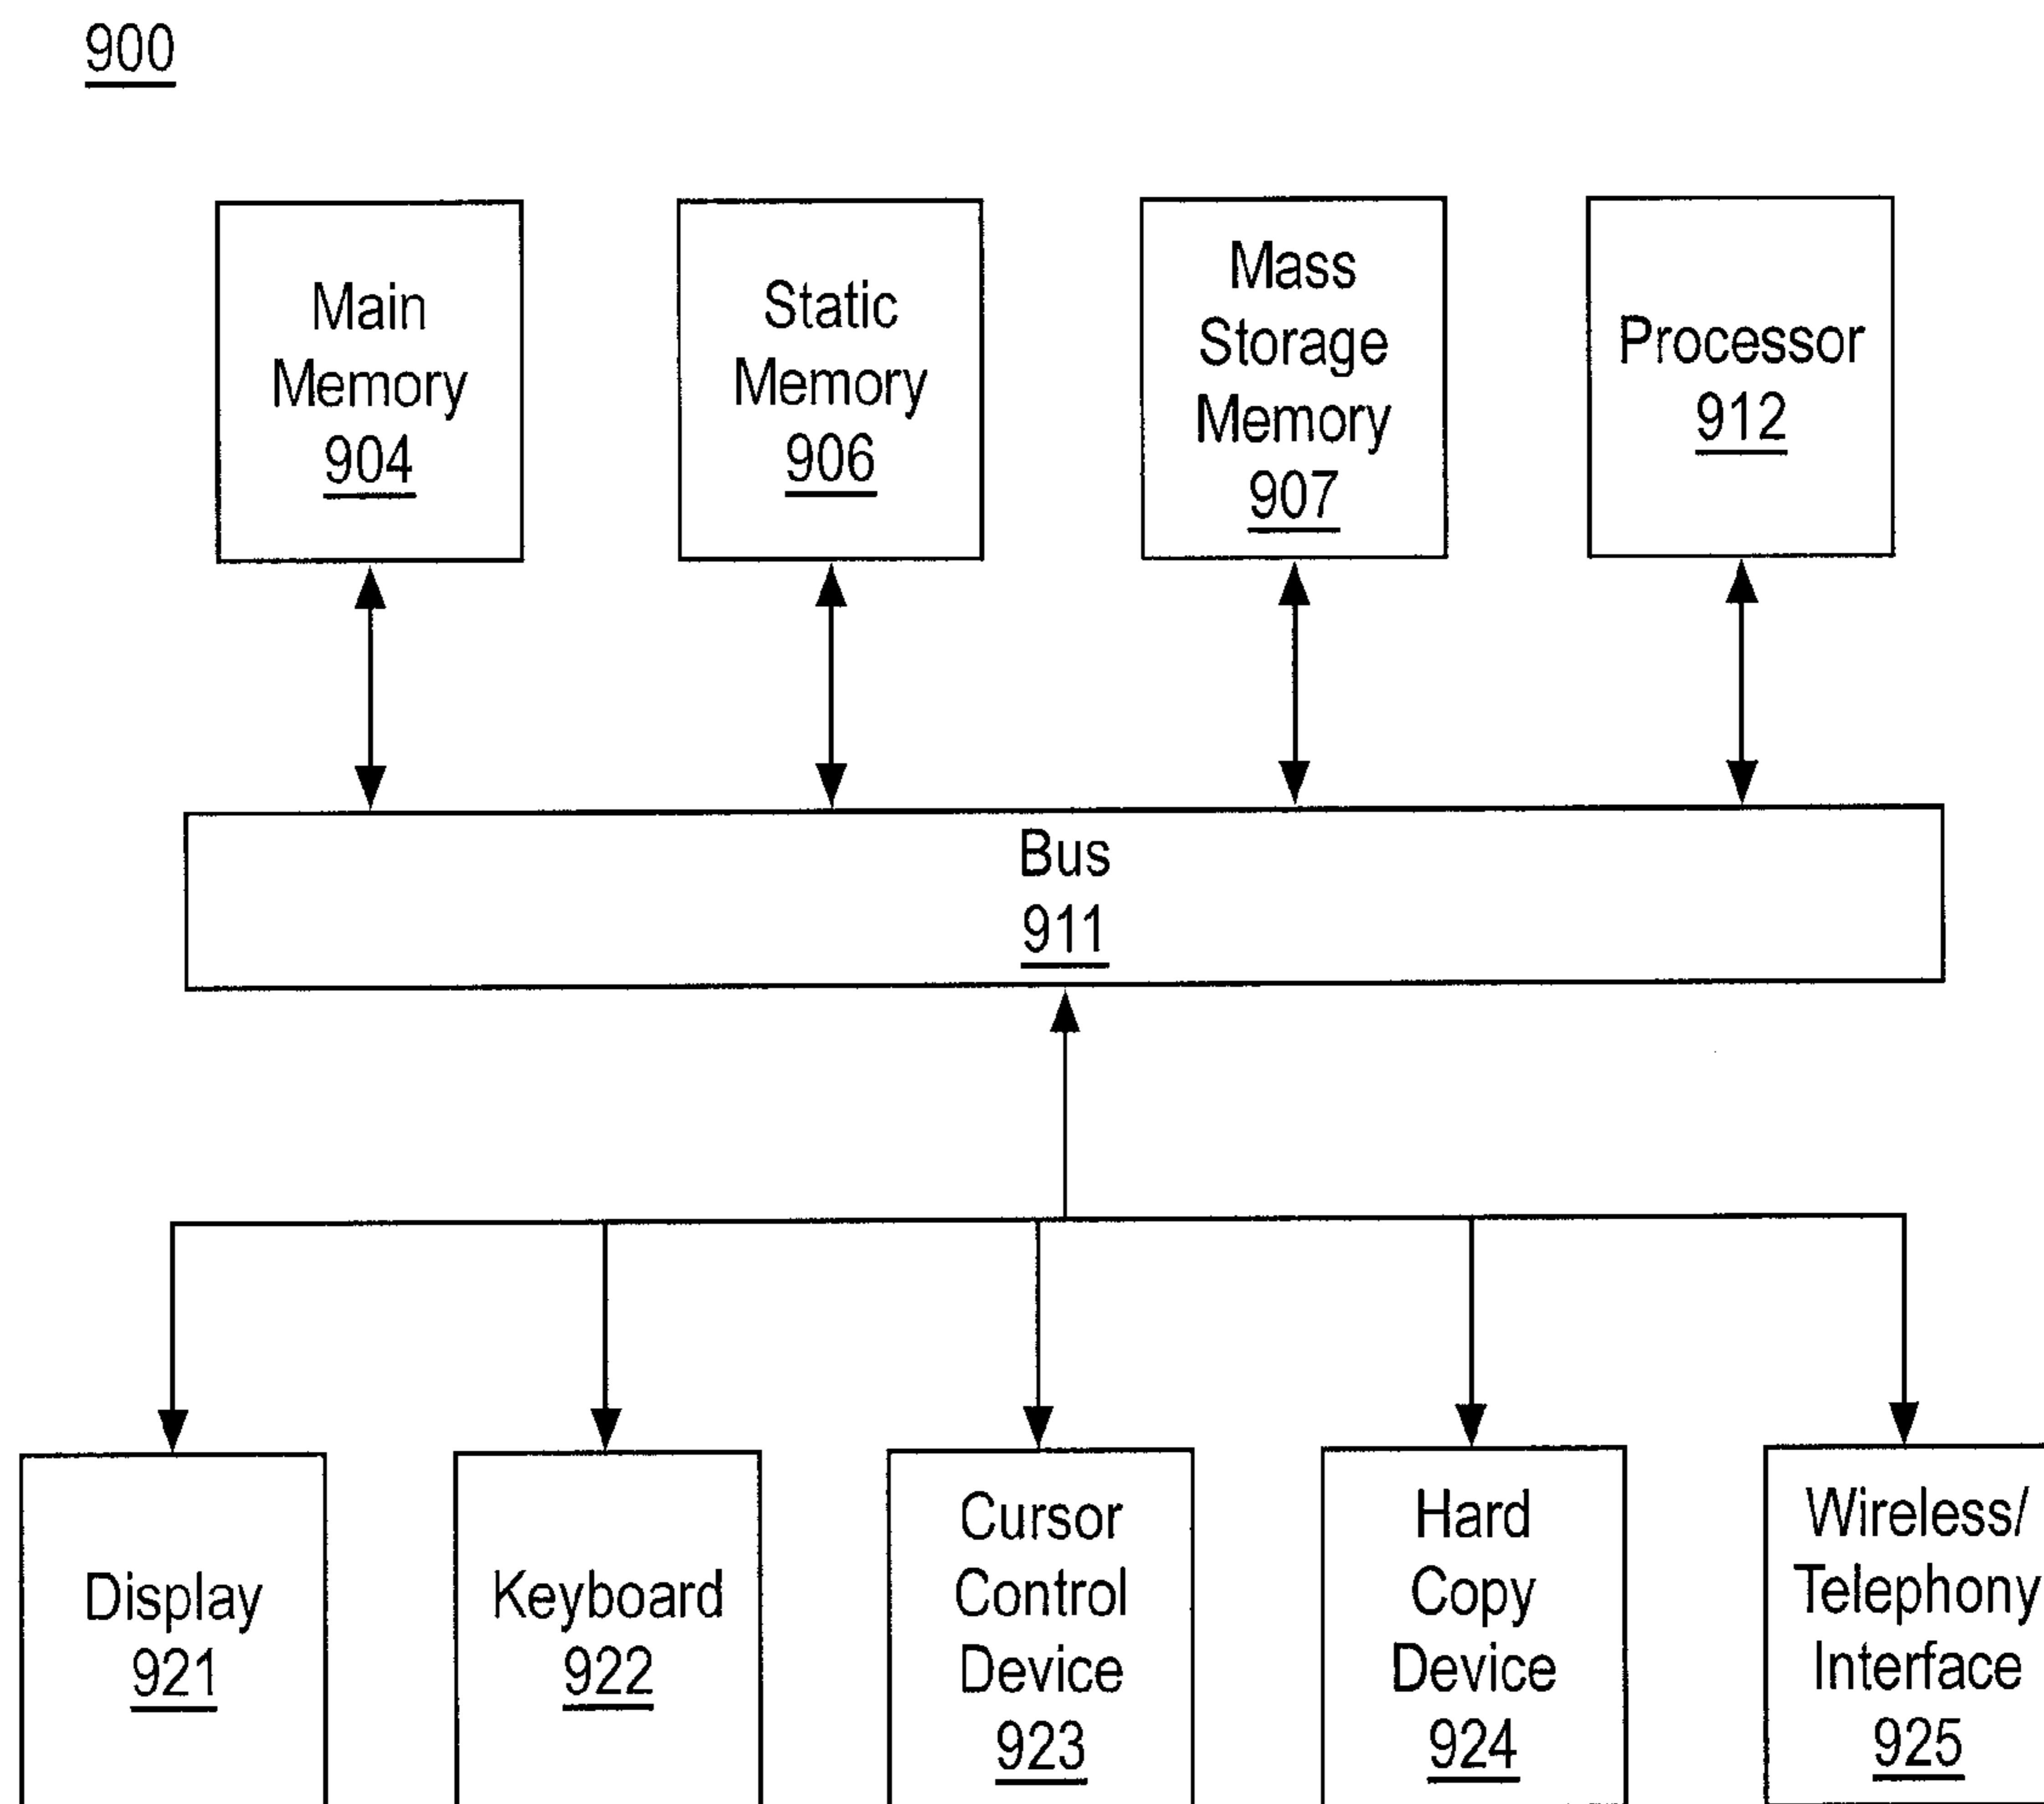 900
Main
Memory
904
Static
Memory
906
Mass
Storage
Memory
907
Processor
912
Bus
911
Display
921
Keyboard
922
Cursor
Control
Device
923
Hard
Copy
Device
924
Wireless/
Telephony
Interface
925